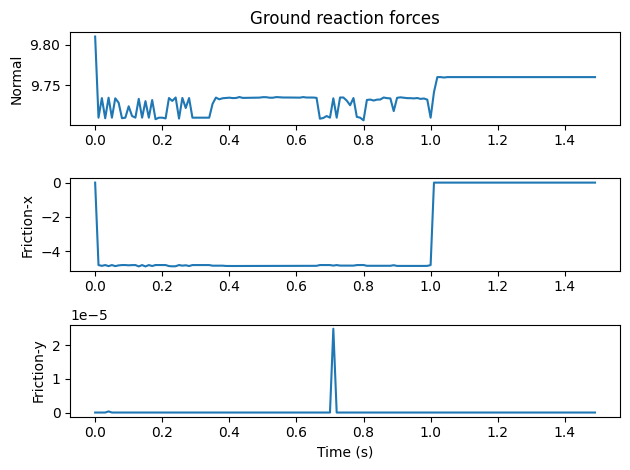 Ground reaction forces
9.80
9.75
Normal
0.0 0.2 0.4 0.6 0.8 1.0 1.2 1.4
0
−2
−4
Friction-x
0.0 0.2 0.4 0.6 0.8 1.0 1.2 1.4
1e−5
2
1
0
Friction-y
0.0 0.2 0.4 0.6 0.8 1.0 1.2 1.4
Time (s)